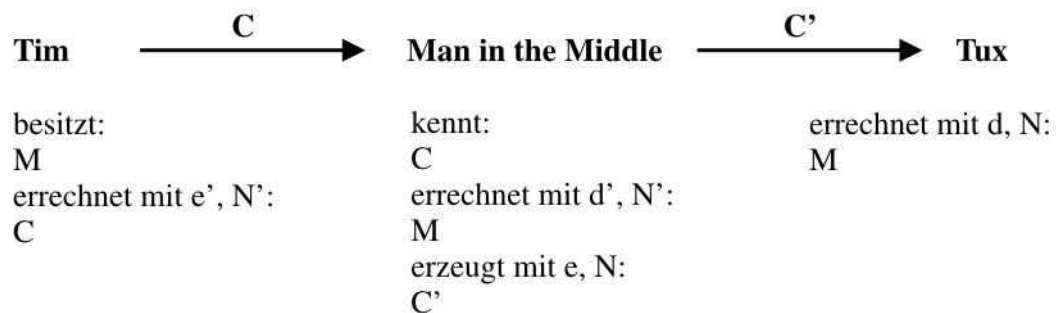 C C’
Tim Man in the Middle Tux
besitzt: kennt: errechnet mit d, N:
M C M
errechnet mit e’, N’: errechnet mit d’, N’:
C M
erzeugt mit e, N:
C’